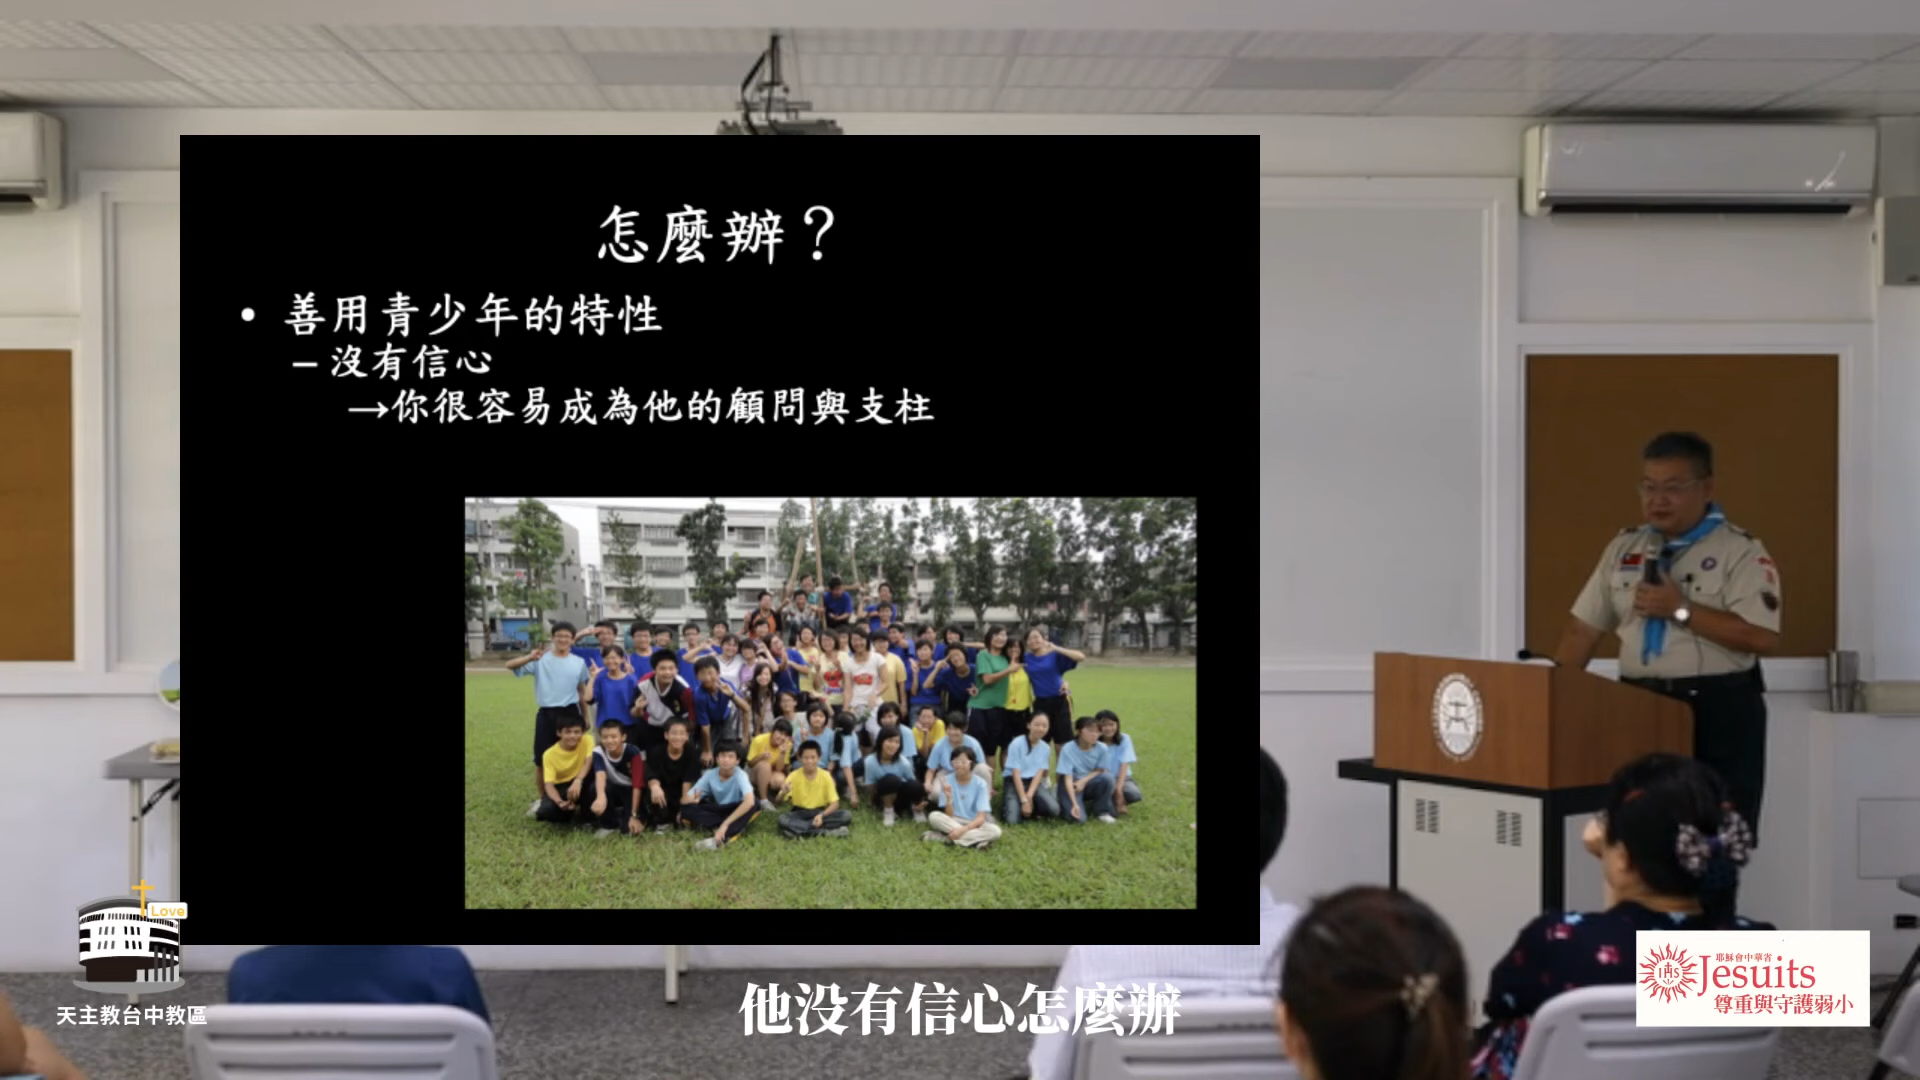 怎麼辦？
• 善用青少年的特性
– 沒有信心
→你很容易成為他的顧問與支柱
Love
天主教台中教區
他没有信心怎麼辦
耶穌會中華省
IHS
Jesuits
尊重與守護弱小